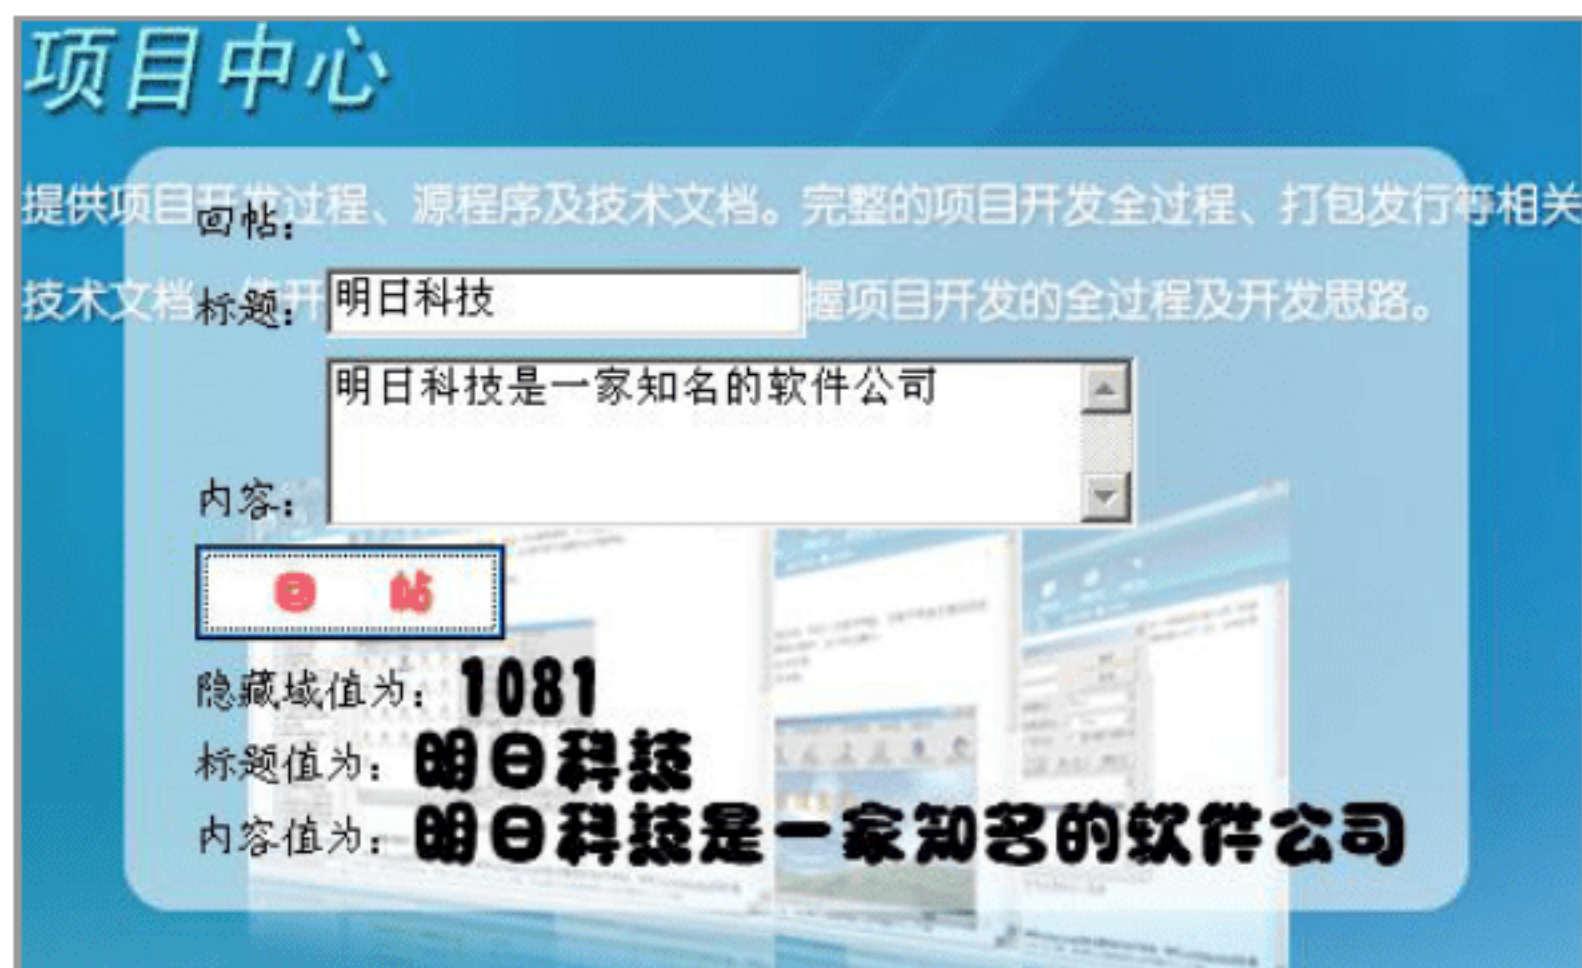 项目中心
提供项目开发过程、源程序及技术文档。完整的项目开发全过程、打包发行等相关
回帖：
技术文档
握项目开发的全过程及开发思路。
标题： 明日科技
明日科技是一家知名的软件公司
内容：
回 帖
隐藏域值为：1081
标题值为：明日科技
内容值为：明日科技是一家知名的软件公司